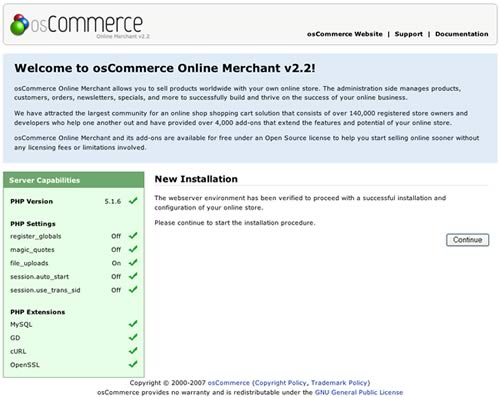 osCommerce
Online Merchant v2.2
osCommerce Website | Support | Documentation
Welcome to osCommerce Online Merchant v2.2!
osCommerce Online Merchant allows you to sell products worldwide with your own online store. The administration side manages products,
customers, orders, newsletters, specials, and more to successfully build and thrive on the success of your online business.
We have attracted the largest community for an online shop shopping cart solution that consists of over 140,000 registered store owners and
developers who help one another out and have provided over 4,000 add-ons that extend the features and potential of your online store.
osCommerce Online Merchant and its add-ons are available for free under an Open Source license to help you start selling online sooner without
any licensing fees or limitations involved.
Server Capabilities
PHP Version 5.1.6
PHP Settings
register_globals Off
magic_quotes Off
file_uploads On
session.auto_start Off
session.use_trans_sid Off
PHP Extensions
MySQL
GD
cURL
OpenSSL
New Installation
The webserver environment has been verified to proceed with a successful installation and
configuration of your online store.
Please continue to start the installation procedure.
Continue
Copyright © 2000-2007 osCommerce (Copyright Policy, Trademark Policy)
osCommerce provides no warranty and is redistributable under the GNU General Public License